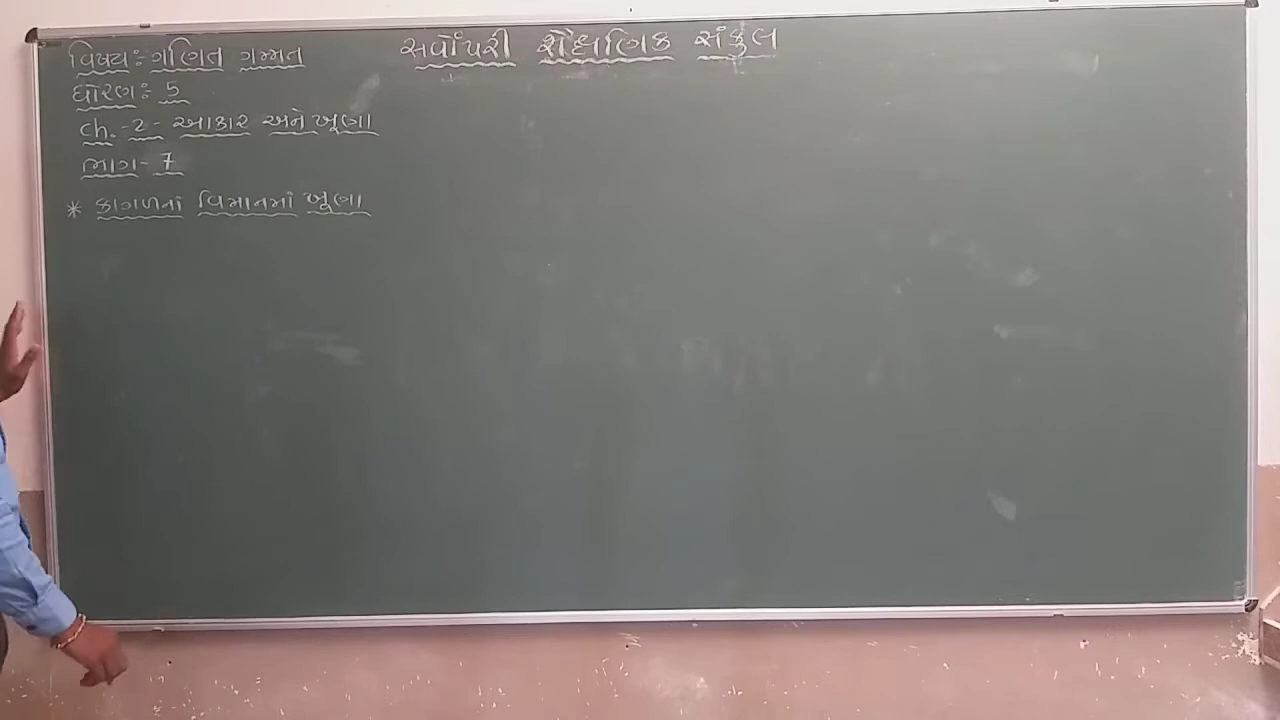 સર્વોપરી શૈક્ષણિક સંકુલ
વિષય:- ગણિત ગમ્મત
ધોરણ:- 5
ch. -2- આકાર અને ખૂણા
ભાગ- 7
* કાગળનાં વિમાનમાં ખૂણા